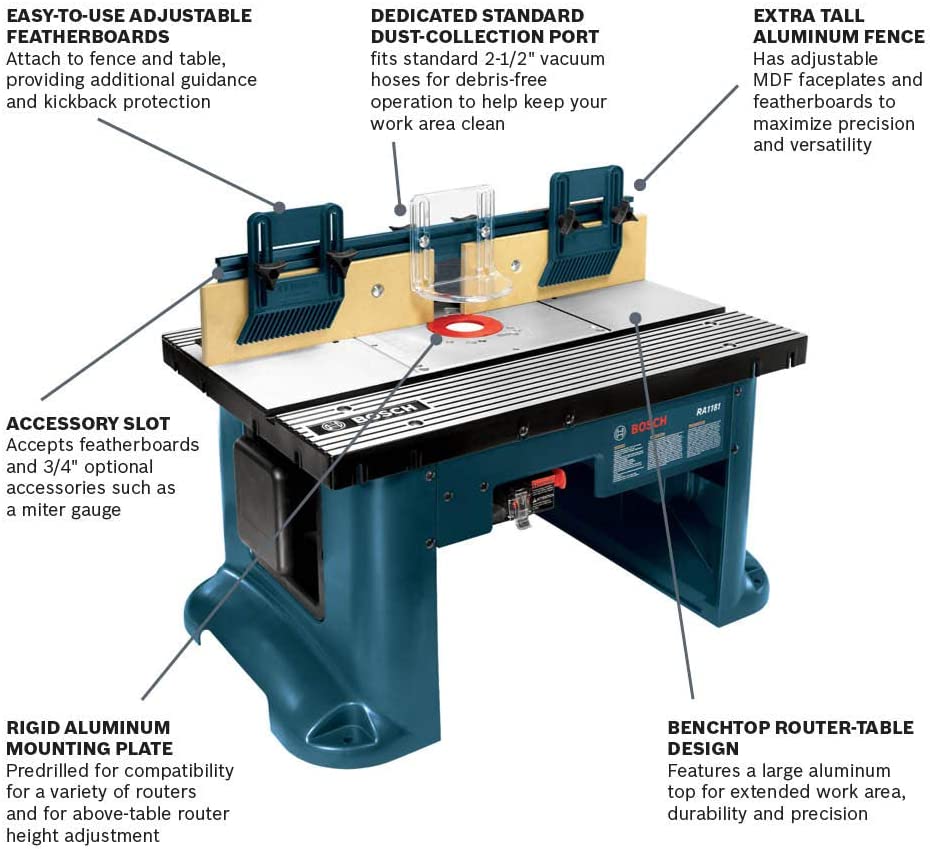 EASY-TO-USE ADJUSTABLE
FEATHERBOARDS
Attach to fence and table,
providing additional guidance
and kickback protection
DEDICATED STANDARD
DUST-COLLECTION PORT
fits standard 2-1/2" vacuum
hoses for debris-free
operation to help keep your
work area clean
EXTRA TALL
ALUMINUM FENCE
Has adjustable
MDF faceplates and
featherboards to
maximize precision
and versatility
ACCESSORY SLOT
Accepts featherboards
and 3/4" optional
accessories such as
a miter gauge
BOSCH
BOSCH
RA1181
RIGID ALUMINUM
MOUNTING PLATE
Predrilled for compatibility
for a variety of routers
and for above-table router
height adjustment
BENCHTOP ROUTER-TABLE
DESIGN
Features a large aluminum
top for extended work area,
durability and precision